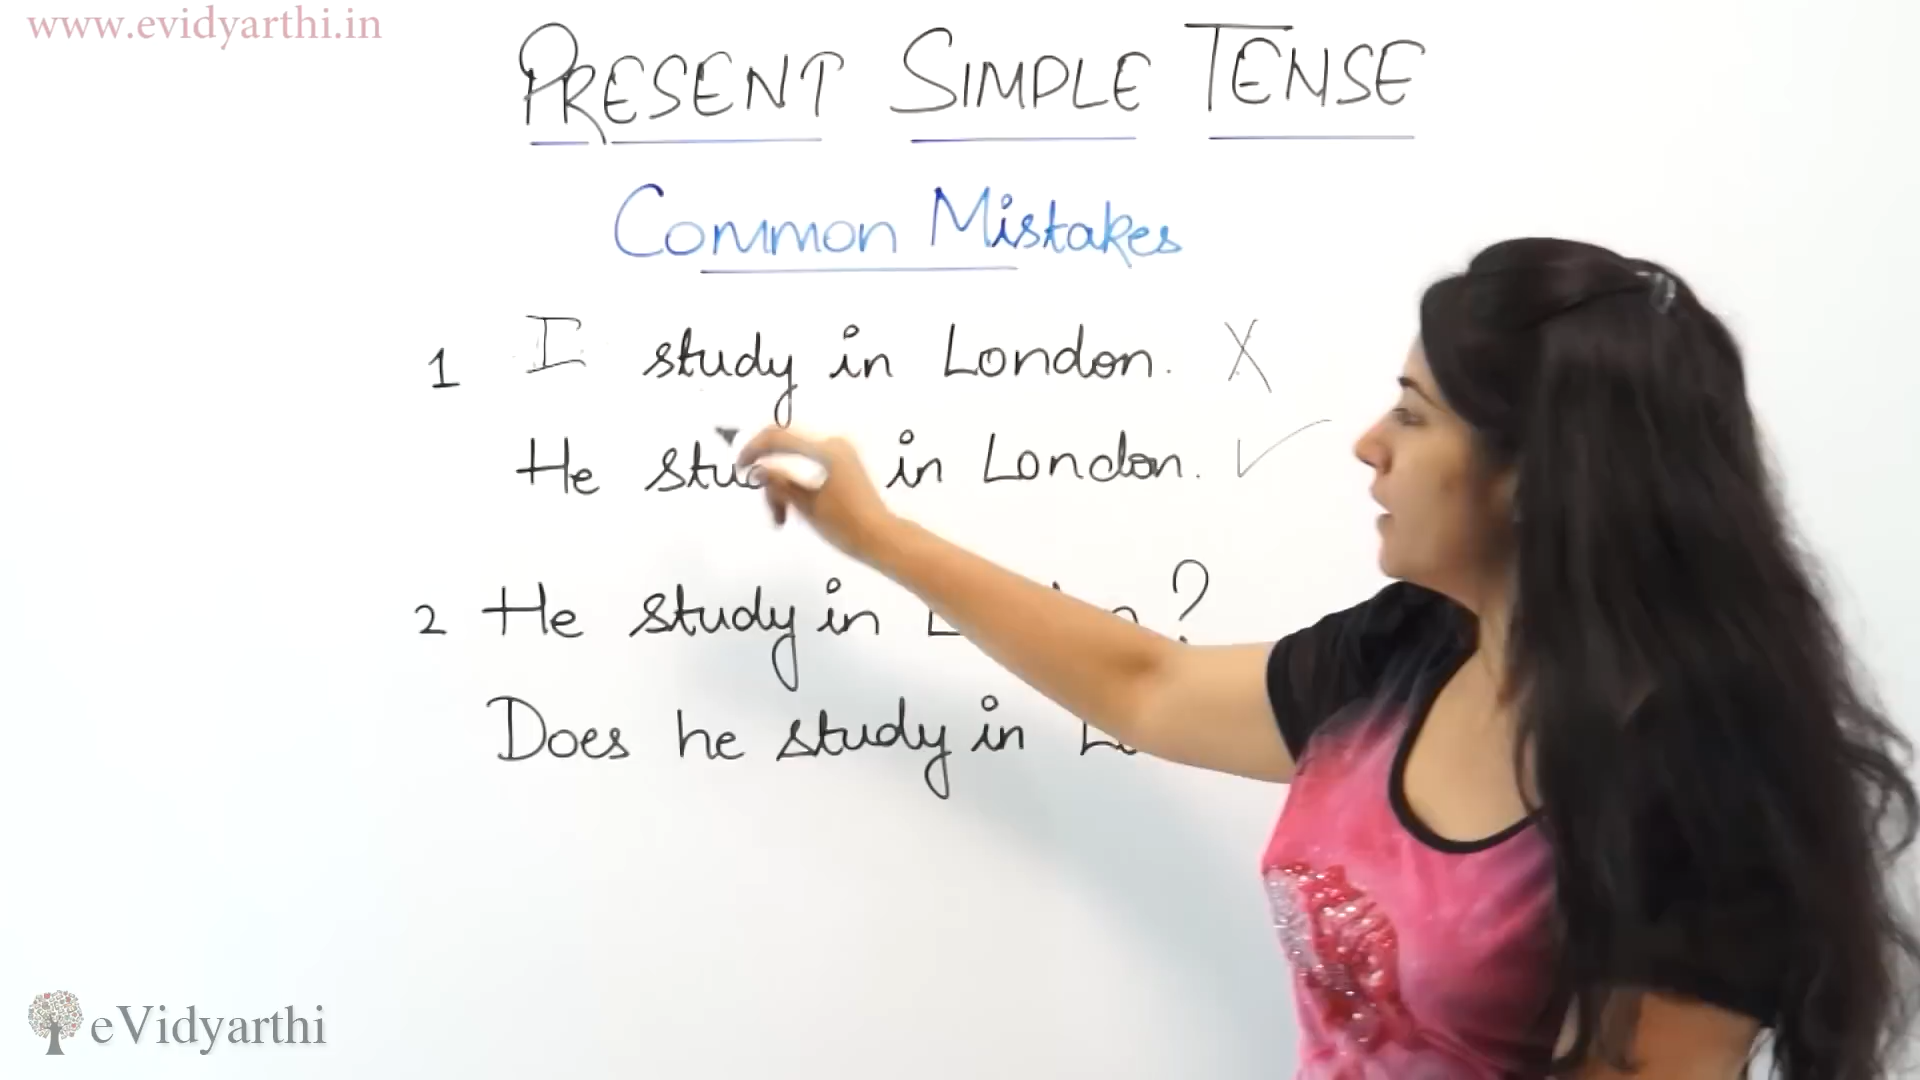 www.evidyarthi.in
PRESENT SIMPLE TENSE
Common Mistakes
1 I study in London. X
He in London. ✓
2 He study in ?
Does he study in
eVidyarthi